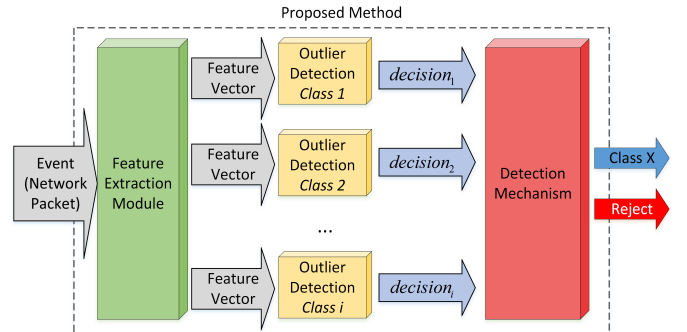 Proposed Method
Event
(Network
Packet)
Feature
Extraction
Module
Feature
Vector
Outlier
Detection
Class 1
decision1
Feature
Vector
Outlier
Detection
Class 2
decision2
...
Feature
Vector
Outlier
Detection
Class i
decisioni
Detection
Mechanism
Class X
Reject